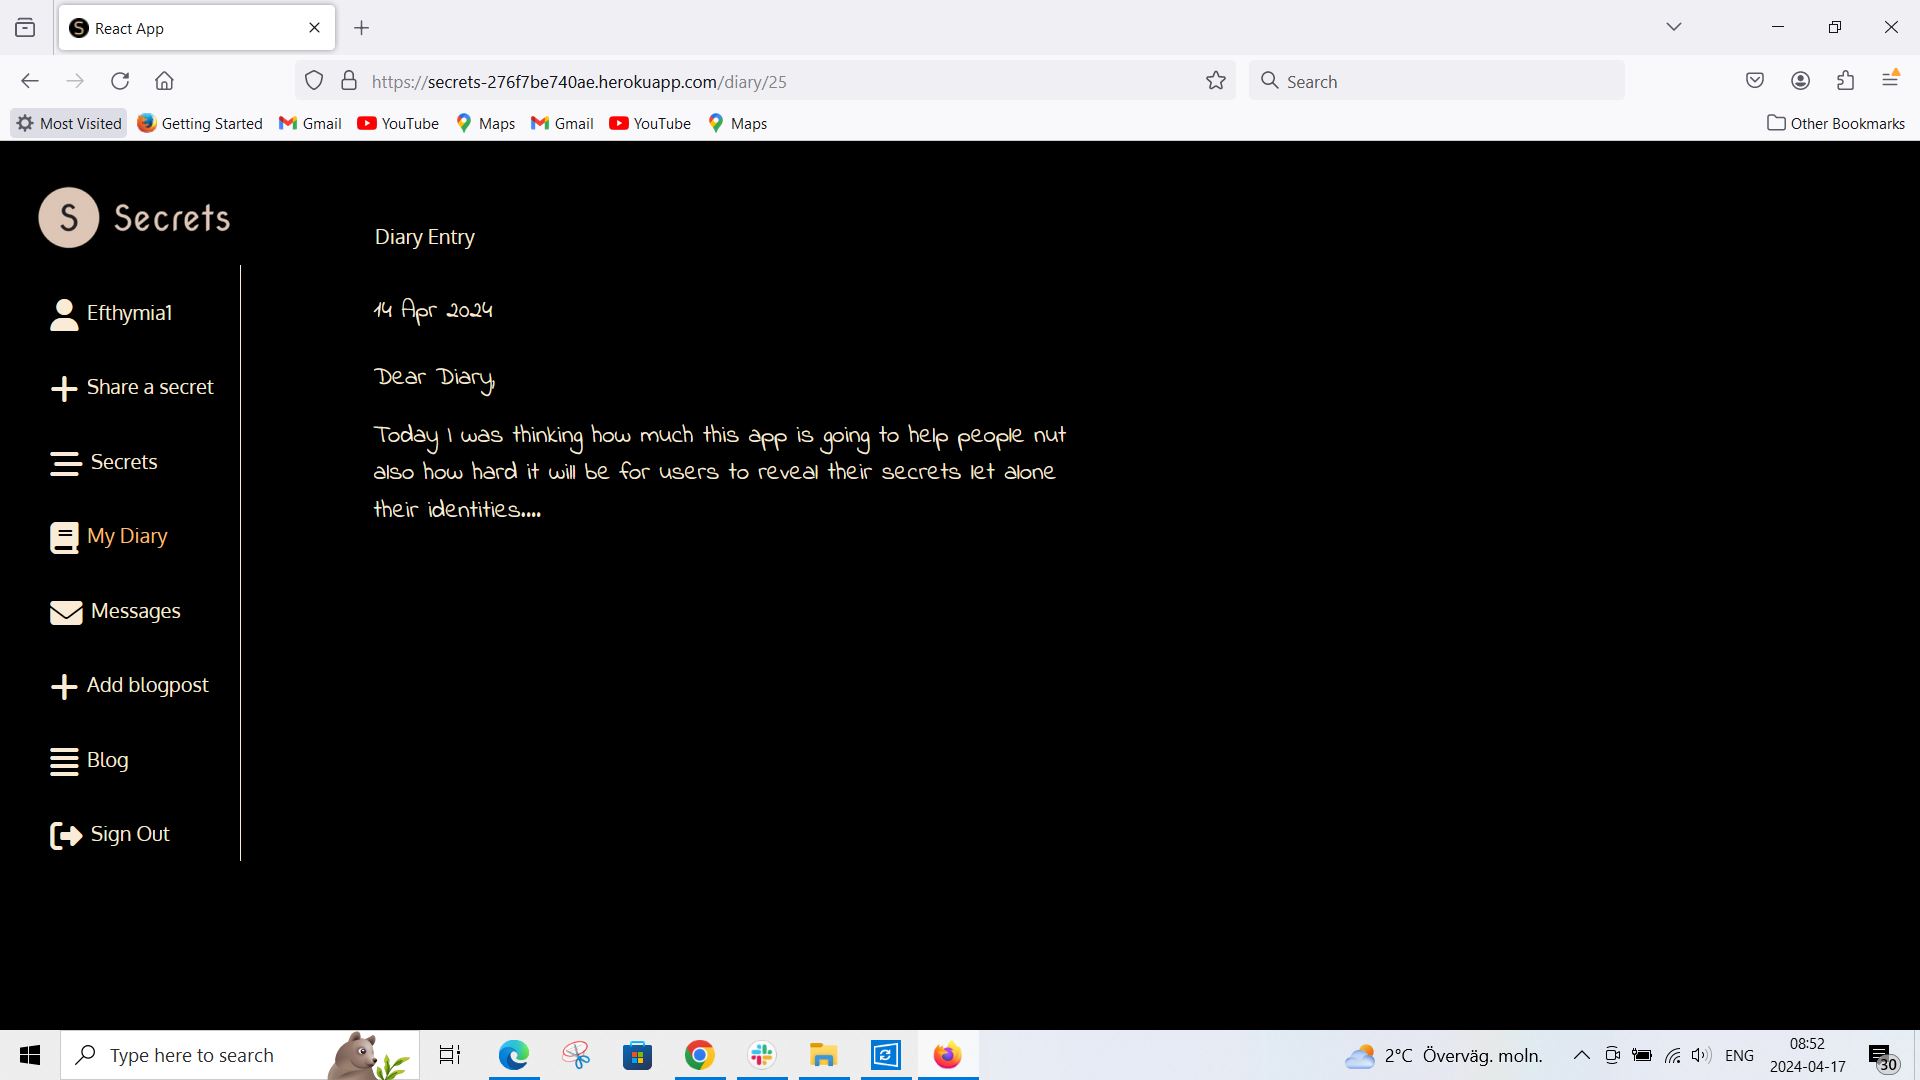 S React App
https://secrets-276f7be740ae.herokuapp.com/diary/25
Search
Most Visited Getting Started Gmail YouTube Maps Gmail YouTube Maps Other Bookmarks
S Secrets
Diary Entry
Efthymia1
14 Apr 2024
Dear Diary,
Share a secret
Today I was thinking how much this app is going to help people nut
also how hard it will be for users to reveal their secrets let alone
their identities....
Secrets
My Diary
Messages
Add blogpost
Blog
Sign Out
Type here to search
2°C Överväg. moln.
ENG
08:52
2024-04-17
30